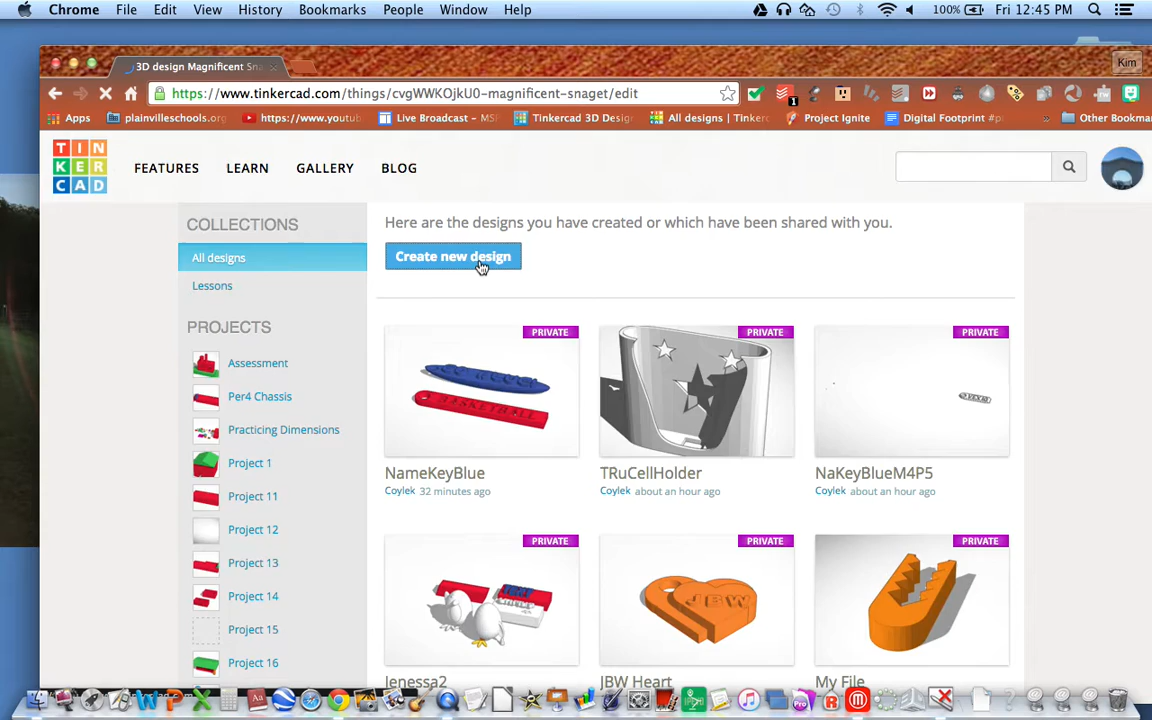 Chrome File Edit View History Bookmarks People Window Help 100% Fri 12:45 PM
3D design Magnificent Sna
Kim
https://www.tinkercad.com/things/cvgWWKOjkU0-magnificent-snaget/edit
Apps plainvilleschools.org https://www.youtub Live Broadcast - MSF Tinkercad 3D Desig All designs | Tinker Project Ignite Digital Footprint #p » Other Bookma
TIN
KER
CAD
FEATURES LEARN GALLERY BLOG
COLLECTIONS
All designs
Lessons
PROJECTS
Assessment
Per4 Chassis
Practicing Dimensions
Project 1
Project 11
Project 12
Project 13
Project 14
Project 15
Project 16
Here are the designs you have created or which have been shared with you.
Create new design
PRIVATE PRIVATE PRIVATE
BASKETBALL
NameKeyBlue TRuCellHolder NaKeyBlueM4P5
Coylek 32 minutes ago Coylek about an hour ago Coylek about an hour ago
PRIVATE PRIVATE PRIVATE
JBW
Jenessa2 JBW Heart My File